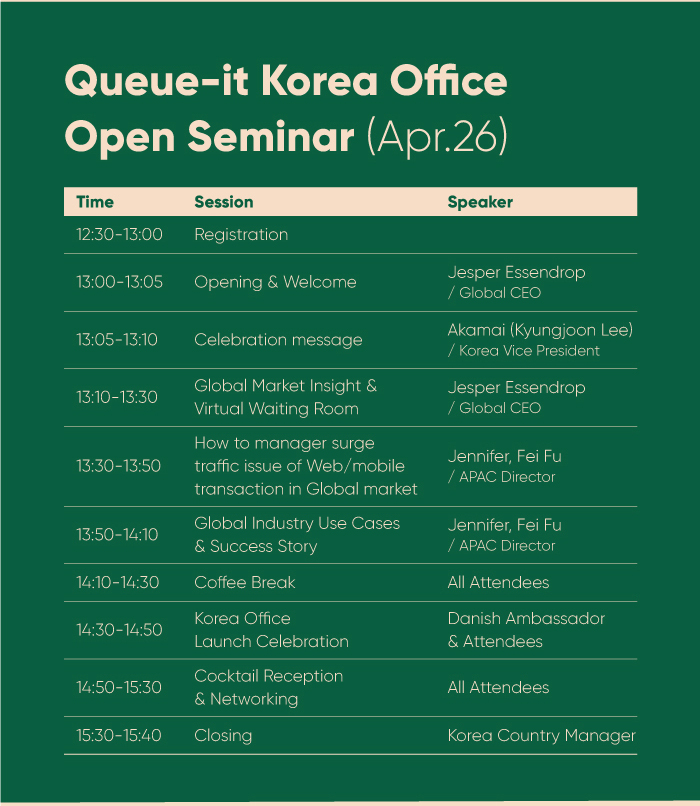 Queue-it Korea Office
Open Seminar (Apr.26)
Time Session Speaker
12:30-13:00 Registration
13:00-13:05 Opening & Welcome Jesper Essendrop
/ Global CEO
13:05-13:10 Celebration message Akamai (Kyungjoon Lee)
/ Korea Vice President
13:10-13:30 Global Market Insight &
Virtual Waiting Room Jesper Essendrop
/ Global CEO
13:30-13:50 How to manager surge
traffic issue of Web/mobile
transaction in Global market Jennifer, Fei Fu
/ APAC Director
13:50-14:10 Global Industry Use Cases
& Success Story Jennifer, Fei Fu
/ APAC Director
14:10-14:30 Coffee Break All Attendees
14:30-14:50 Korea Office
Launch Celebration Danish Ambassador
& Attendees
14:50-15:30 Cocktail Reception
& Networking All Attendees
15:30-15:40 Closing Korea Country Manager